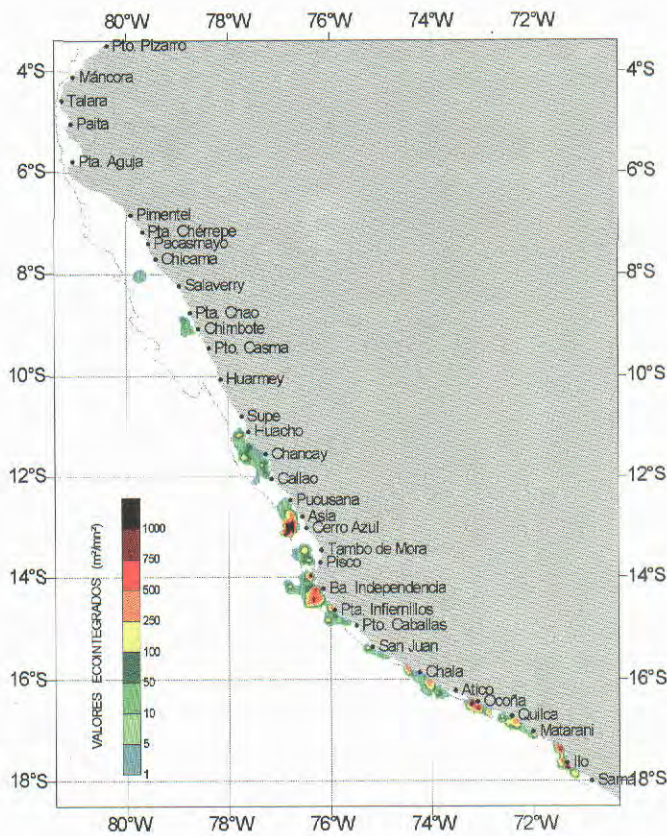 80°W 78°W 76°W 74°W 72°W
Pto. Pizarro
4°S 4°S
Máncora
Talara
Paita
Pta. Aguja
6°S 6°S
Pimentel
Pta. Chérrepe
Pacasmayo
Chicama
8°S 8°S
Salaverry
Pta. Chao
Chimbote
Pto. Casma
10°S Huarmey 10°S
Supe
Huacho
Chancay
12°S Callao 12°S
Pucusana
Asia
Cerro Azul
Tambo de Mora
Pisco
14°S 14°S
Ba. Independencia
Pta. Infiernillos
Pto. Caballas
San Juan
16°S Chala 16°S
Atico
Ocoña
Quilca
Matarani
Ilo
18°S Sama 18°S
VALORES ECOINTEGRADOS (m²/mn²)
1000
750
500
250
100
50
10
5
1
80°W 78°W 76°W 74°W 72°W